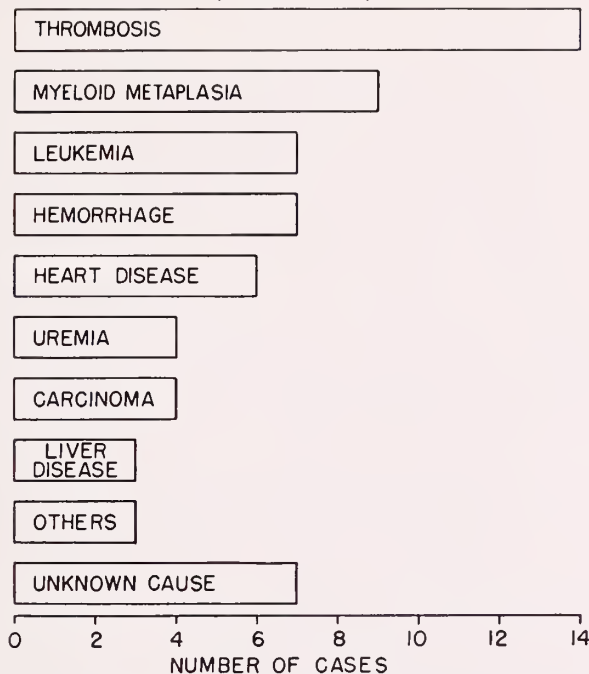 THROMBOSIS
MYELOID METAPLASIA
LEUKEMIA
HEMORRHAGE
HEART DISEASE
UREMIA
CARCINOMA
LIVER
DISEASE
OTHERS
UNKNOWN CAUSE
0 2 4 6 8 10 12 14
NUMBER OF CASES